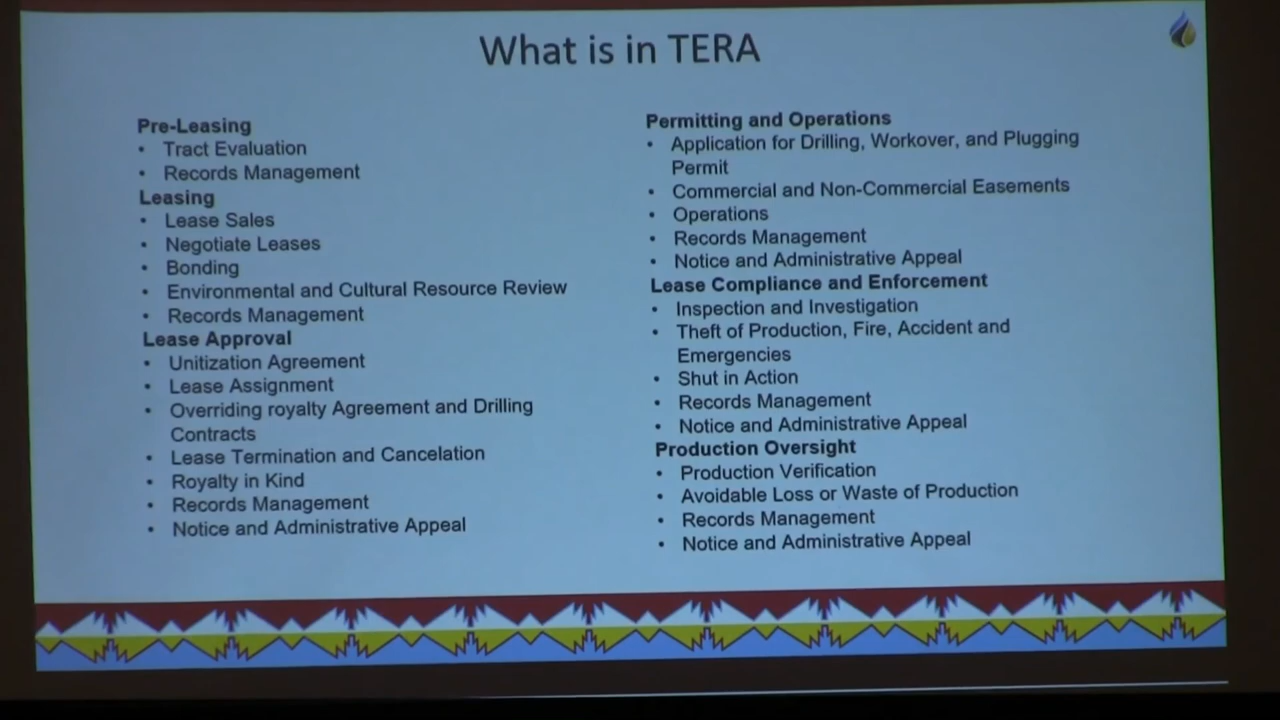 What is in TERA
Pre-Leasing
• Tract Evaluation
• Records Management
Leasing
• Lease Sales
• Negotiate Leases
• Bonding
• Environmental and Cultural Resource Review
• Records Management
Lease Approval
• Unitization Agreement
• Lease Assignment
• Overriding royalty Agreement and Drilling
Contracts
• Lease Termination and Cancelation
• Royalty in Kind
• Records Management
• Notice and Administrative Appeal
Permitting and Operations
• Application for Drilling, Workover, and Plugging
Permit
• Commercial and Non-Commercial Easements
• Operations
• Records Management
• Notice and Administrative Appeal
Lease Compliance and Enforcement
• Inspection and Investigation
• Theft of Production, Fire, Accident and
Emergencies
• Shut in Action
• Records Management
• Notice and Administrative Appeal
Production Oversight
• Production Verification
• Avoidable Loss or Waste of Production
• Records Management
• Notice and Administrative Appeal